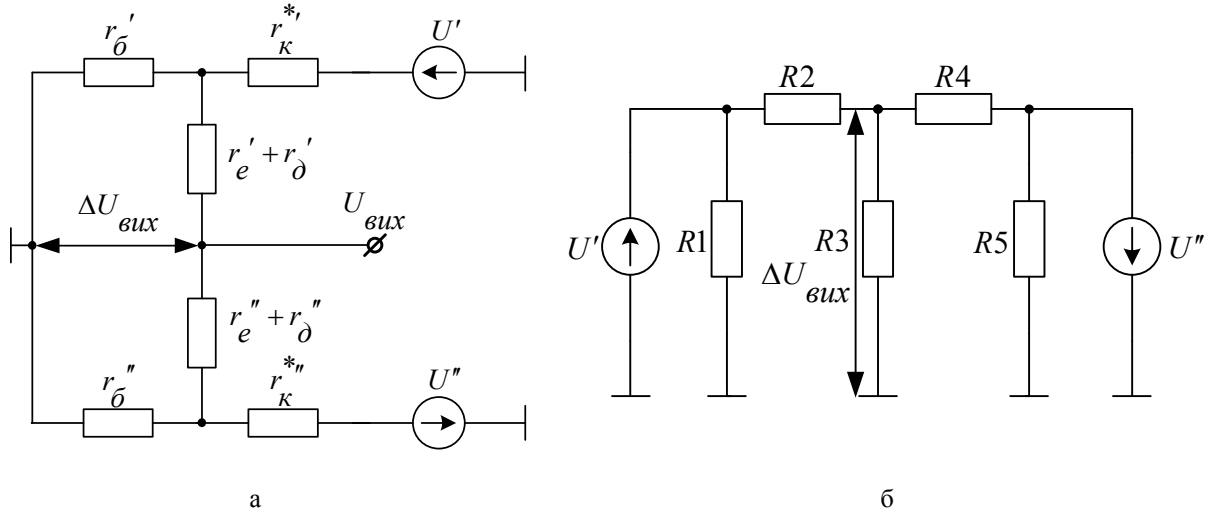 r_б′ r_к*′ U′
r_e′ + r_д′
ΔU_вих U_вих
r_e″ + r_д″
r_б″ r_к*″ U″
а
R2 R4
U′ R1 R3 R5 U″
ΔU_вих
б